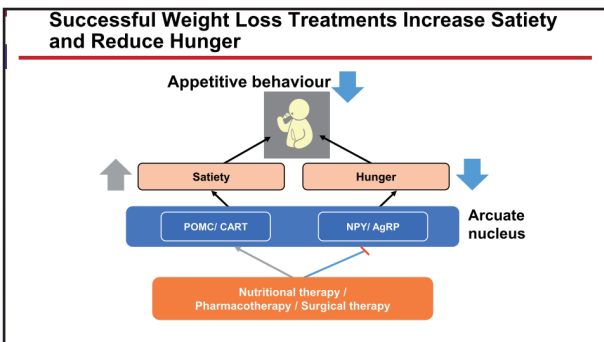 Successful Weight Loss Treatments Increase Satiety
and Reduce Hunger
Appetitive behaviour
Satiety
Hunger
POMC/ CART
NPY/ AgRP
Arcuate
nucleus
Nutritional therapy /
Pharmacotherapy / Surgical therapy